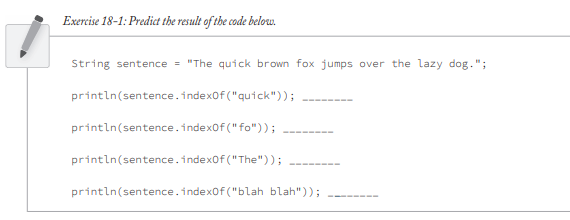 Exercise 18-1: Predict the result of the code below.
String sentence = "The quick brown fox jumps over the lazy dog.";
println(sentence.indexOf("quick")); ________
println(sentence.indexOf("fo")); ________
println(sentence.indexOf("The")); ________
println(sentence.indexOf("blah blah")); ________